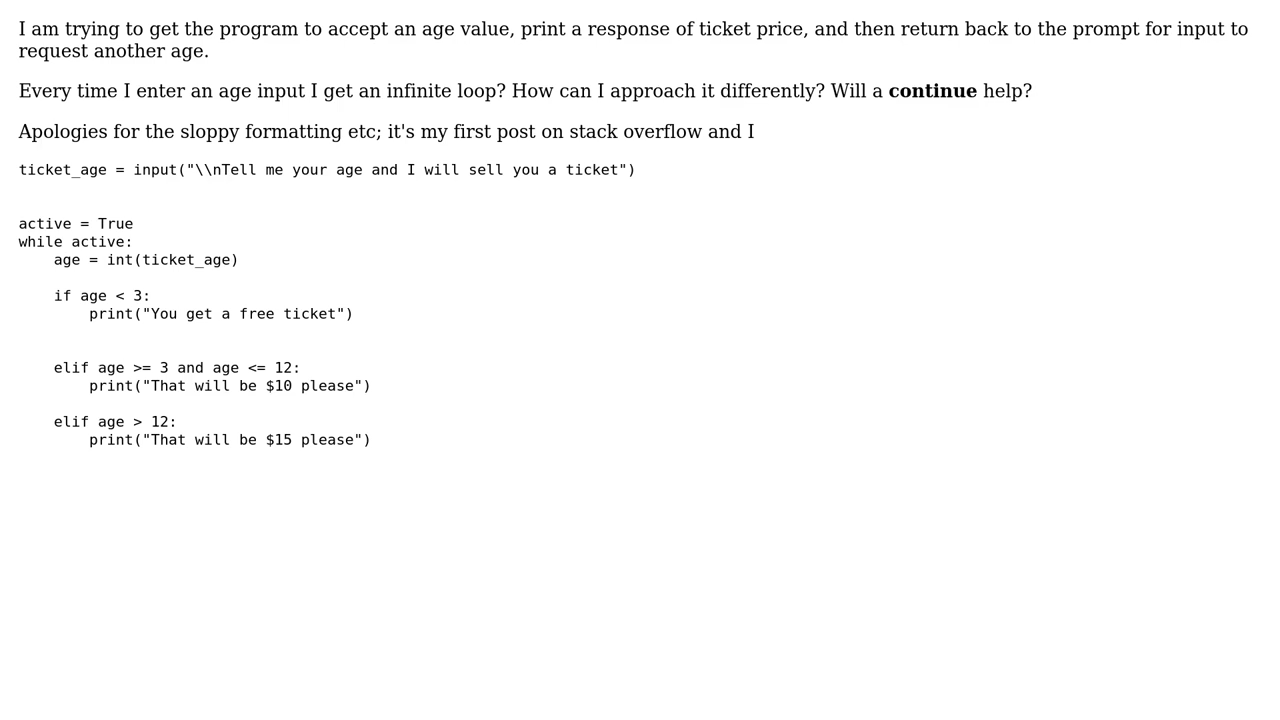 I am trying to get the program to accept an age value, print a response of ticket price, and then return back to the prompt for input to
request another age.
Every time I enter an age input I get an infinite loop? How can I approach it differently? Will a continue help?
Apologies for the sloppy formatting etc; it's my first post on stack overflow and I
ticket_age = input("\\nTell me your age and I will sell you a ticket")
active = True
while active:
    age = int(ticket_age)
    if age < 3:
        print("You get a free ticket")
    elif age >= 3 and age <= 12:
        print("That will be $10 please")
    elif age > 12:
        print("That will be $15 please")